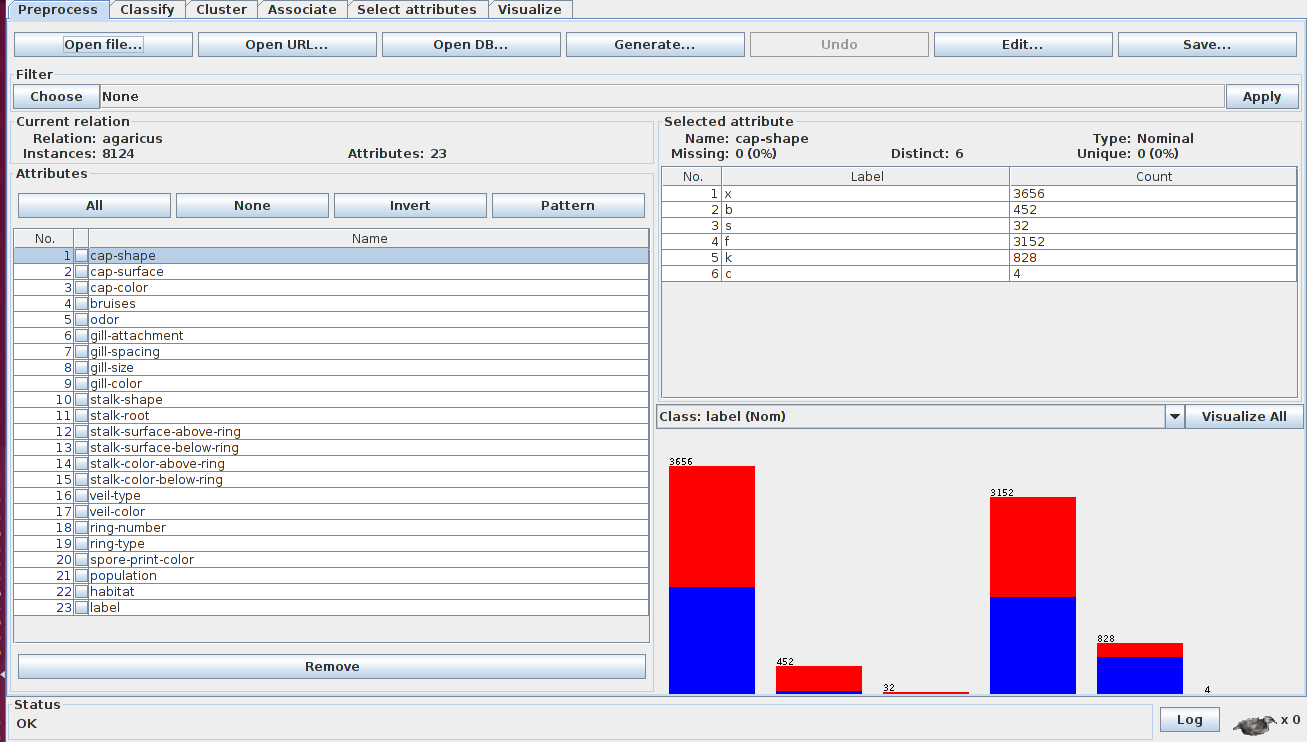 Preprocess Classify Cluster Associate Select attributes Visualize
Open file... Open URL... Open DB... Generate... Undo Edit... Save...
Filter
Choose None Apply
Current relation
Relation: agaricus
Instances: 8124 Attributes: 23
Attributes
All None Invert Pattern
No. Name
1 cap-shape
2 cap-surface
3 cap-color
4 bruises
5 odor
6 gill-attachment
7 gill-spacing
8 gill-size
9 gill-color
10 stalk-shape
11 stalk-root
12 stalk-surface-above-ring
13 stalk-surface-below-ring
14 stalk-color-above-ring
15 stalk-color-below-ring
16 veil-type
17 veil-color
18 ring-number
19 ring-type
20 spore-print-color
21 population
22 habitat
23 label
Remove
Selected attribute
Name: cap-shape Type: Nominal
Missing: 0 (0%) Distinct: 6 Unique: 0 (0%)
No. Label Count
1 x 3656
2 b 452
3 s 32
4 f 3152
5 k 828
6 c 4
Class: label (Nom) Visualize All
3656
452
32
3152
828
4
Status
OK
Log x 0